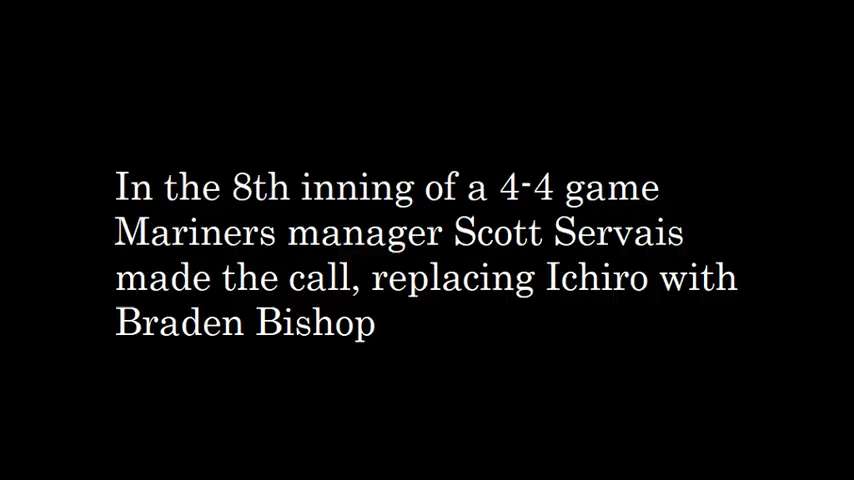 In the 8th inning of a 4-4 game
Mariners manager Scott Servais
made the call, replacing Ichiro with
Braden Bishop